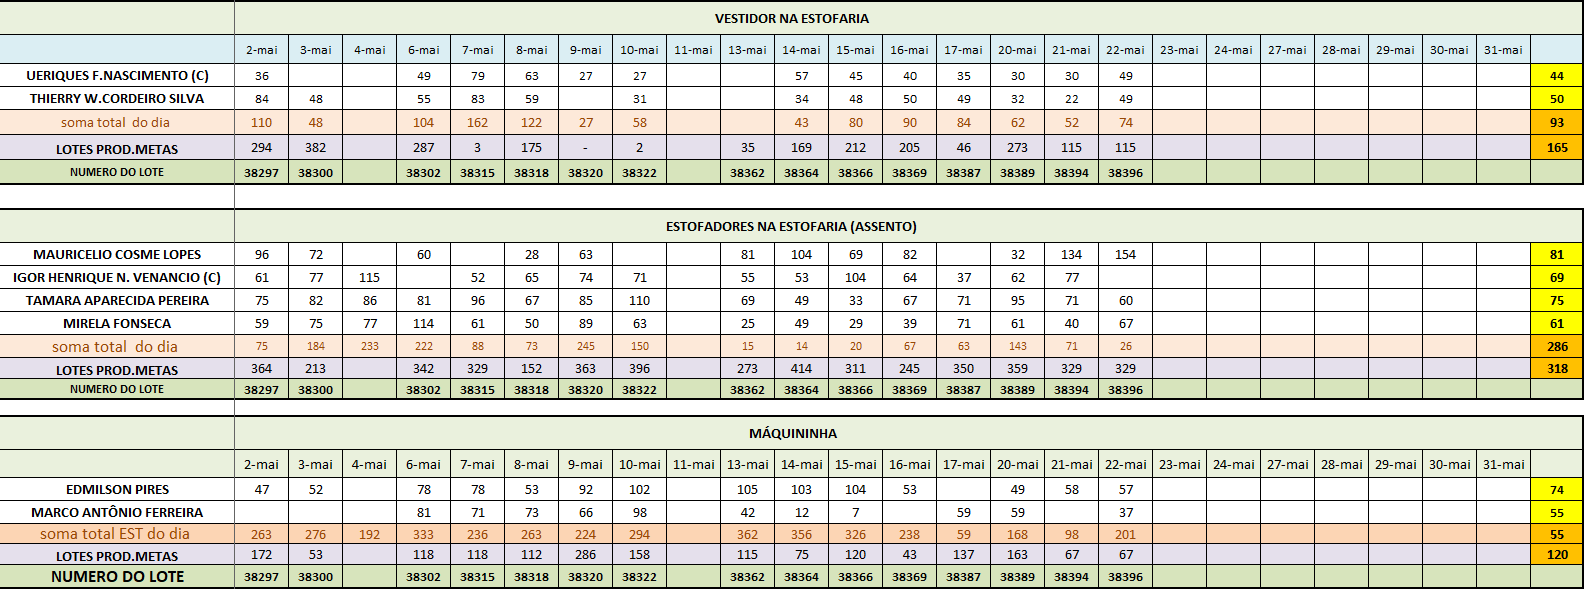 VESTIDOR NA ESTOFARIA
2-mai 3-mai 4-mai 6-mai 7-mai 8-mai 9-mai 10-mai 11-mai 13-mai 14-mai 15-mai 16-mai 17-mai 20-mai 21-mai 22-mai 23-mai 24-mai 27-mai 28-mai 29-mai 30-mai 31-mai
UERIQUES F.NASCIMENTO (C) 36 49 79 63 27 27 57 45 40 35 30 30 49 44
THIERRY W.CORDEIRO SILVA 84 48 55 83 59 31 34 48 50 49 32 22 49 50
soma total do dia 110 48 104 162 122 27 58 43 80 90 84 62 52 74 93
LOTES PROD.METAS 294 382 287 3 175 - 2 35 169 212 205 46 273 115 115 165
NUMERO DO LOTE 38297 38300 38302 38315 38318 38320 38322 38362 38364 38366 38369 38387 38389 38394 38396
ESTOFADORES NA ESTOFARIA (ASSENTO)
MAURICELIO COSME LOPES 96 72 60 28 63 81 104 69 82 32 134 154 81
IGOR HENRIQUE N. VENANCIO (C) 61 77 115 52 65 74 71 55 53 104 64 37 62 77 69
TAMARA APARECIDA PEREIRA 75 82 86 81 96 67 85 110 69 49 33 67 71 95 71 60 75
MIRELA FONSECA 59 75 77 114 61 50 89 63 25 49 29 39 71 61 40 67 61
soma total do dia 75 184 233 222 88 73 245 150 15 14 20 67 63 143 71 26 286
LOTES PROD.METAS 364 213 342 329 152 363 396 273 414 311 245 350 359 329 329 318
NUMERO DO LOTE 38297 38300 38302 38315 38318 38320 38322 38362 38364 38366 38369 38387 38389 38394 38396
MÁQUININHA
2-mai 3-mai 4-mai 6-mai 7-mai 8-mai 9-mai 10-mai 11-mai 13-mai 14-mai 15-mai 16-mai 17-mai 20-mai 21-mai 22-mai 23-mai 24-mai 27-mai 28-mai 29-mai 30-mai 31-mai
EDMILSON PIRES 47 52 78 78 53 92 102 105 103 104 53 49 58 57 74
MARCO ANTÔNIO FERREIRA 81 71 73 66 98 42 12 7 59 59 37 55
soma total EST do dia 263 276 192 333 236 263 224 294 362 356 326 238 59 168 98 201 55
LOTES PROD.METAS 172 53 118 118 112 286 158 115 75 120 43 137 163 67 67 120
NUMERO DO LOTE 38297 38300 38302 38315 38318 38320 38322 38362 38364 38366 38369 38387 38389 38394 38396